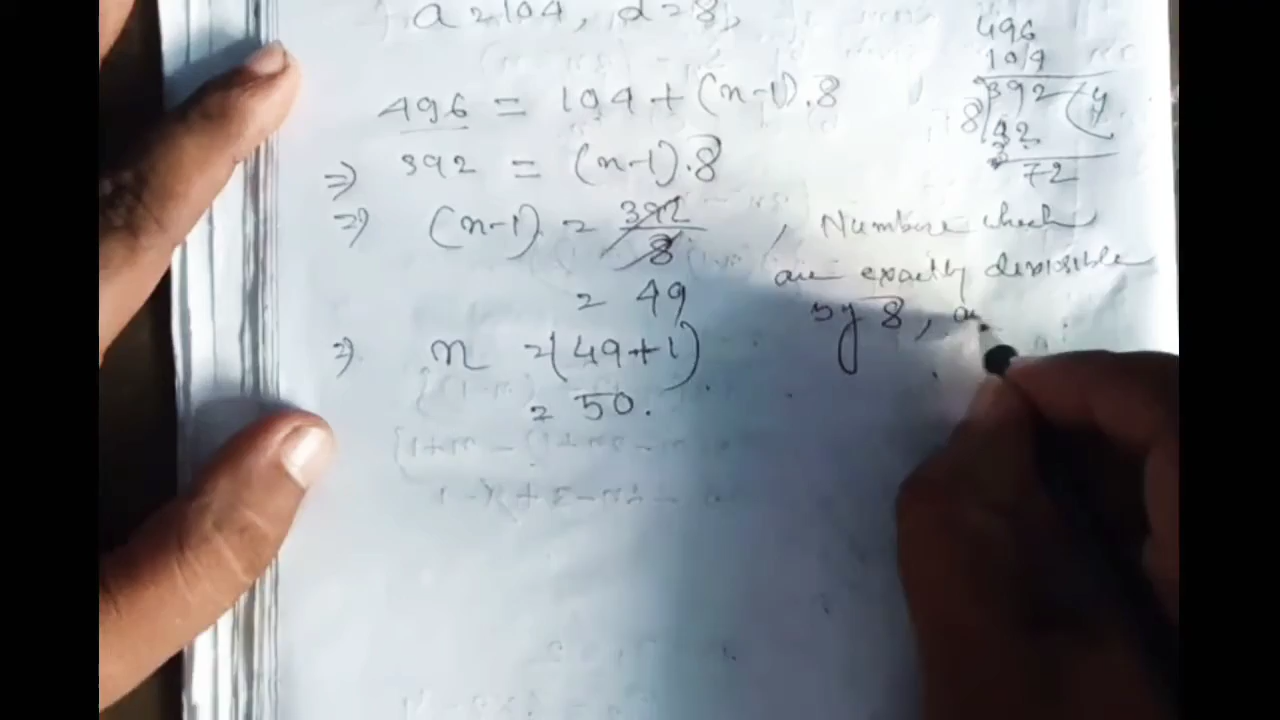 a = 104, d = 8,
496 = 104 + (n-1).8
⇒ 392 = (n-1).8
⇒ (n-1) = 392/8
= 49
⇒ n = (49+1)
= 50.
, Numbers which
are exactly devisible
by 8, a
496
104
8 392 (4
32
72